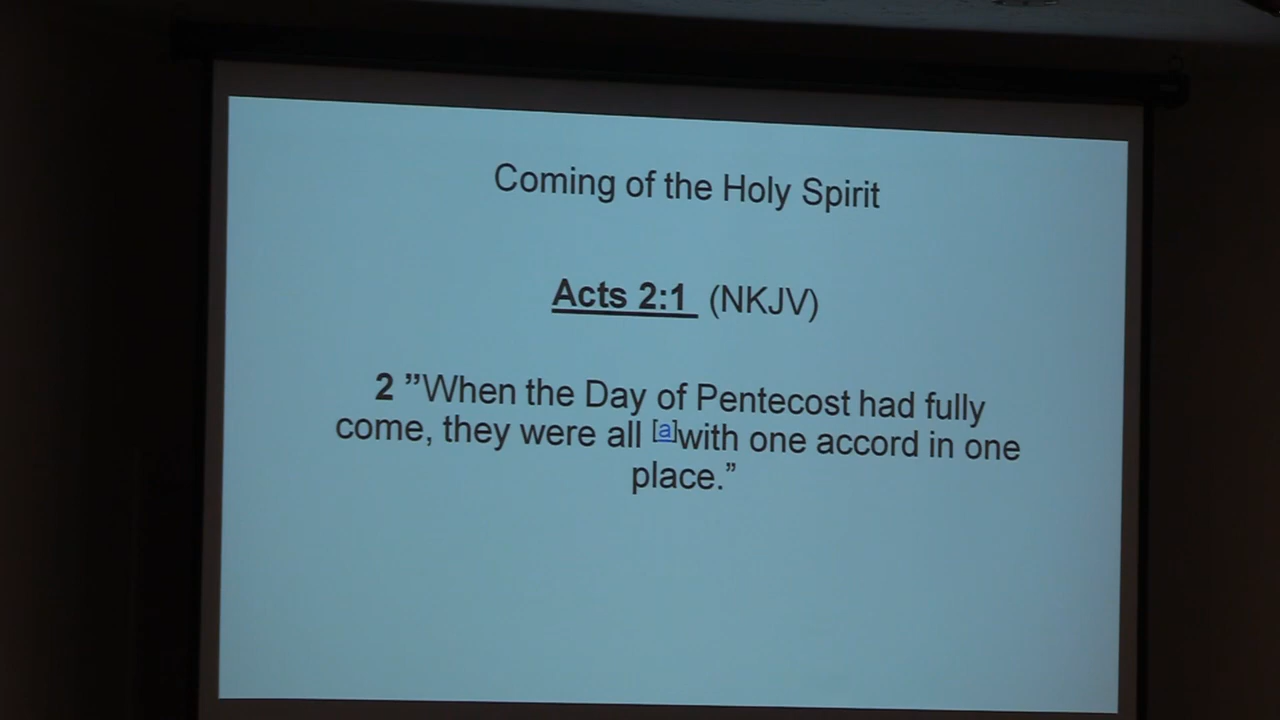 Coming of the Holy Spirit
Acts 2:1 (NKJV)
2 ”When the Day of Pentecost had fully
come, they were all [a]with one accord in one
place.”